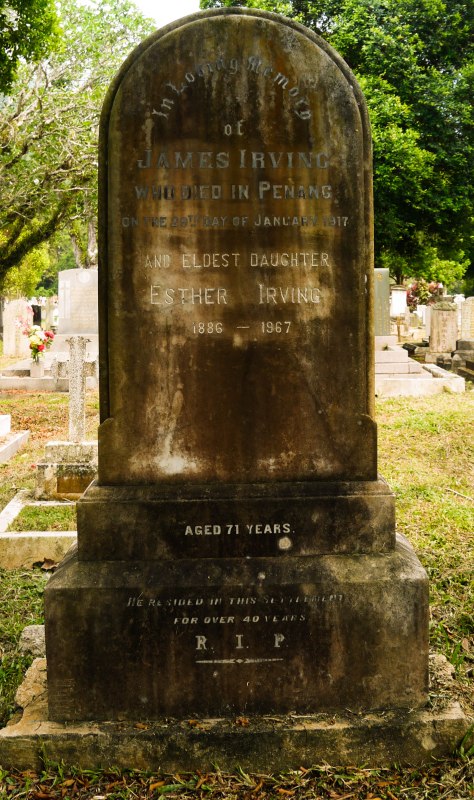 In Loving Memory
of
JAMES IRVING
WHO DIED IN PENANG
ON THE 29TH DAY OF JANUARY 1917
AND ELDEST DAUGHTER
ESTHER IRVING
1886 — 1967
AGED 71 YEARS.
HE RESIDED IN THIS SETTLEMENT
FOR OVER 40 YEARS
R. I. P